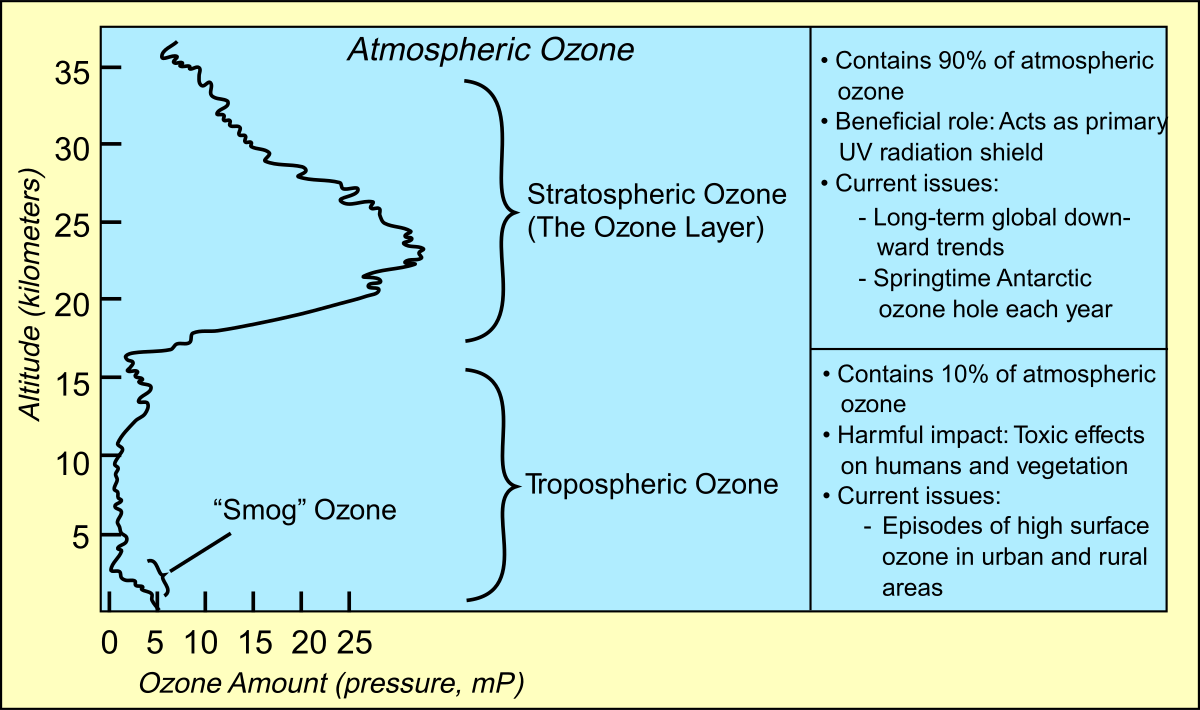 Atmospheric Ozone
Altitude (kilometers)
35
30
25
20
15
10
5
Stratospheric Ozone
(The Ozone Layer)
Tropospheric Ozone
“Smog” Ozone
0 5 10 15 20 25
Ozone Amount (pressure, mP)
• Contains 90% of atmospheric
ozone
• Beneficial role: Acts as primary
UV radiation shield
• Current issues:
- Long-term global down-
ward trends
- Springtime Antarctic
ozone hole each year
• Contains 10% of atmospheric
ozone
• Harmful impact: Toxic effects
on humans and vegetation
• Current issues:
- Episodes of high surface
ozone in urban and rural
areas